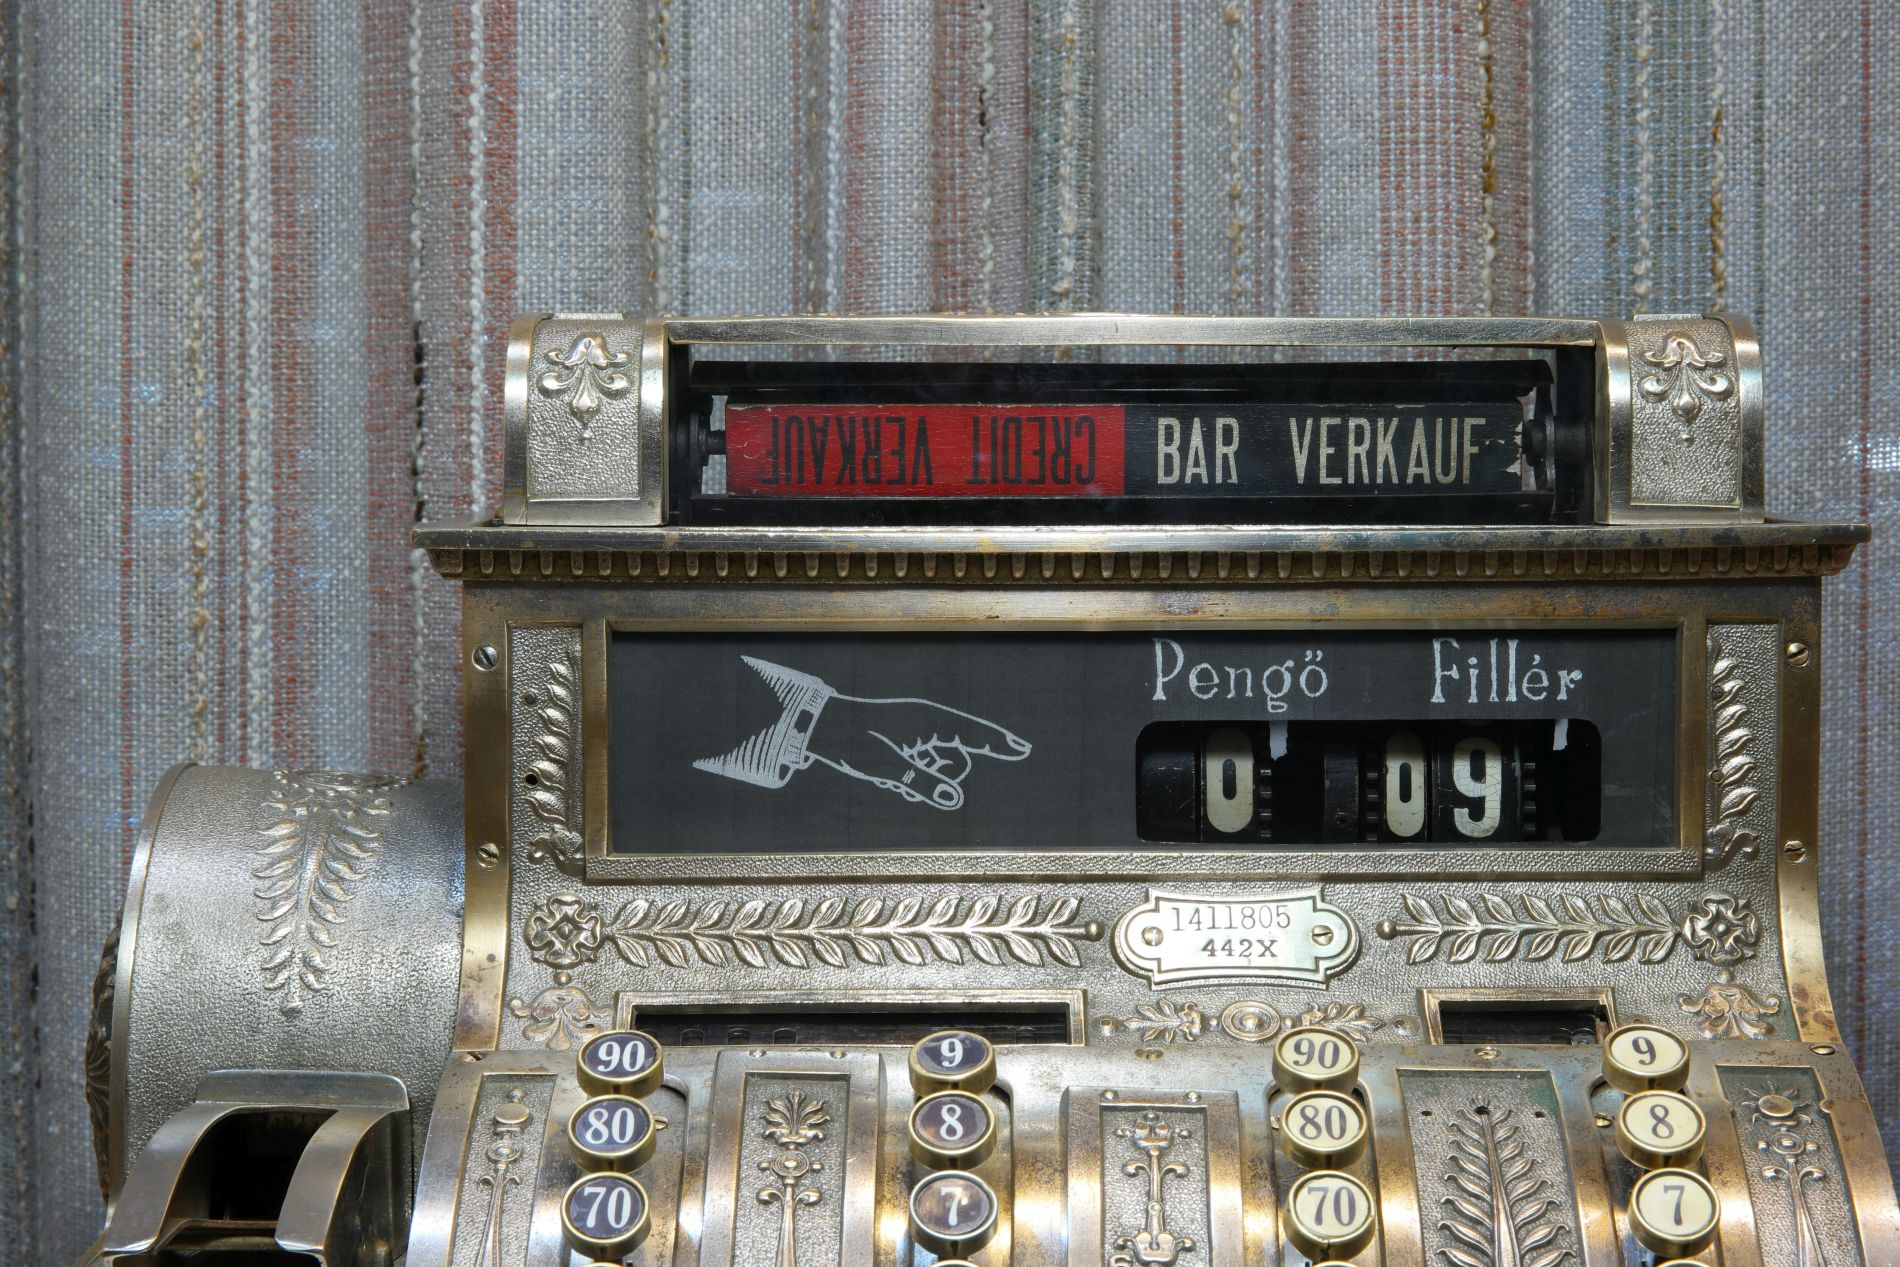 CREDIT VERKAUF BAR VERKAUF
Pengö Fillér
0 09
1411805
442X
90 9 90 9
80 8 80 8
70 7 70 7